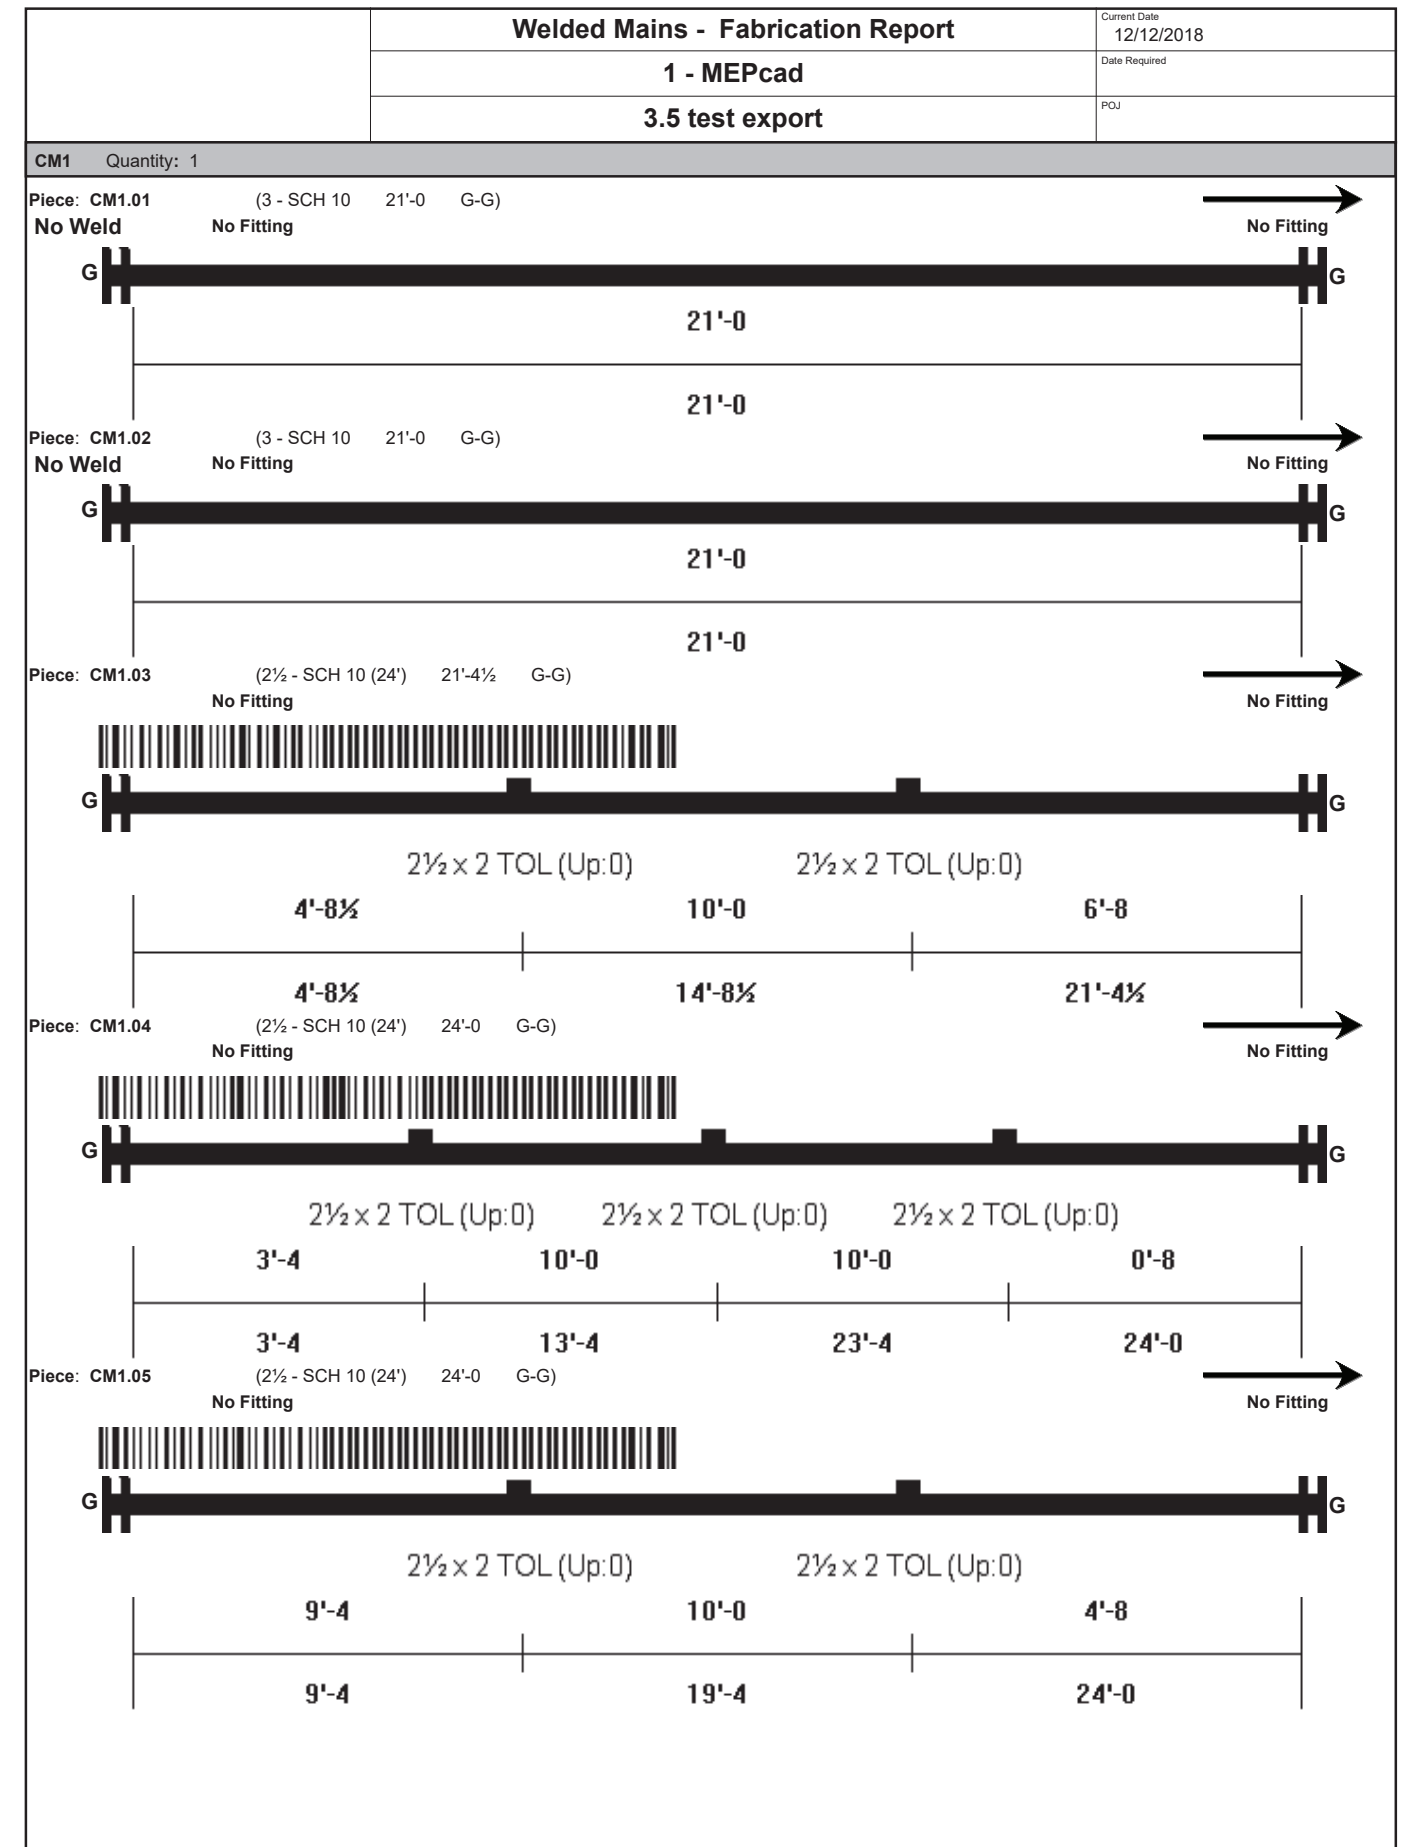 Welded Mains - Fabrication Report
Current Date
12/12/2018
1 - MEPcad
Date Required
3.5 test export
POJ
CM1 Quantity: 1
Piece: CM1.01 (3 - SCH 10 21'-0 G-G)
No Weld No Fitting No Fitting
G G
21'-0
21'-0
Piece: CM1.02 (3 - SCH 10 21'-0 G-G)
No Weld No Fitting No Fitting
G G
21'-0
21'-0
Piece: CM1.03 (2½ - SCH 10 (24') 21'-4½ G-G)
No Fitting No Fitting
G G
2½ x 2 TOL (Up:0) 2½ x 2 TOL (Up:0)
4'-8½ 10'-0 6'-8
4'-8½ 14'-8½ 21'-4½
Piece: CM1.04 (2½ - SCH 10 (24') 24'-0 G-G)
No Fitting No Fitting
G G
2½ x 2 TOL (Up:0) 2½ x 2 TOL (Up:0) 2½ x 2 TOL (Up:0)
3'-4 10'-0 10'-0 0'-8
3'-4 13'-4 23'-4 24'-0
Piece: CM1.05 (2½ - SCH 10 (24') 24'-0 G-G)
No Fitting No Fitting
G G
2½ x 2 TOL (Up:0) 2½ x 2 TOL (Up:0)
9'-4 10'-0 4'-8
9'-4 19'-4 24'-0